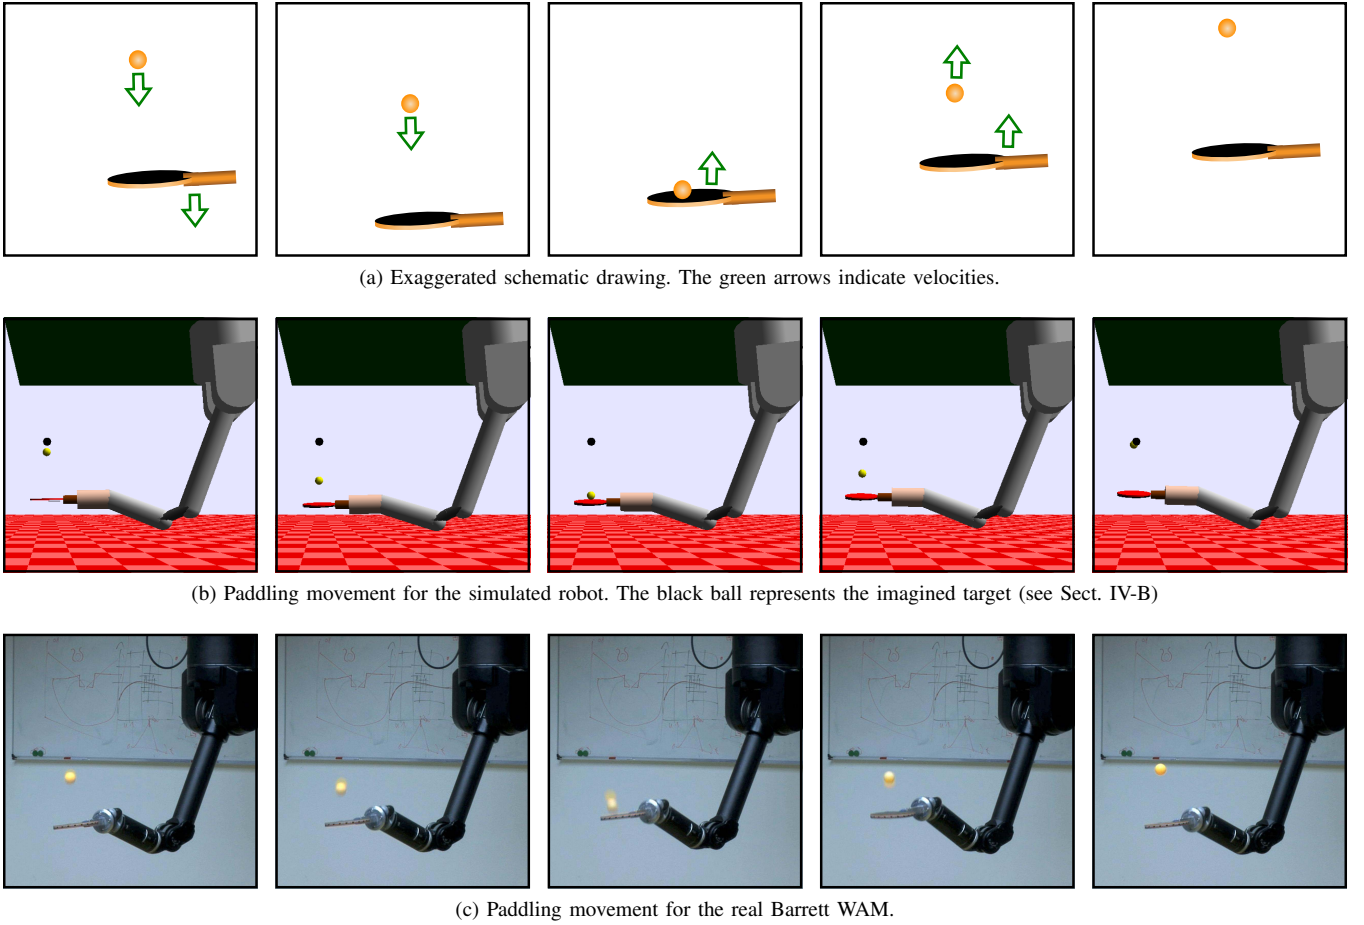 (a) Exaggerated schematic drawing. The green arrows indicate velocities.
(b) Paddling movement for the simulated robot. The black ball represents the imagined target (see Sect. IV-B)
(c) Paddling movement for the real Barrett WAM.